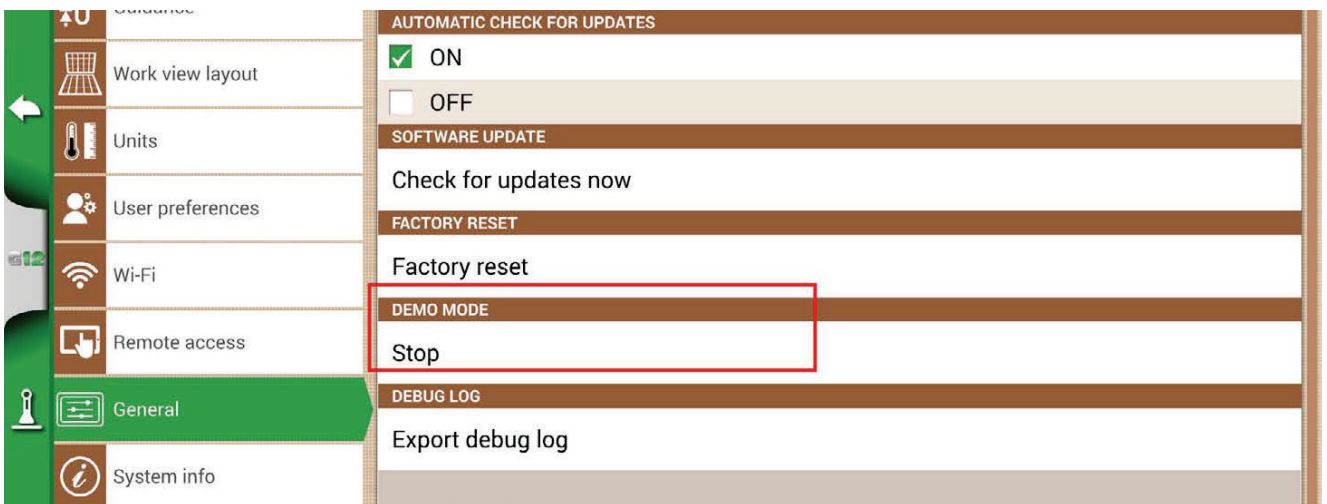 Work view layout
Units
User preferences
Wi-Fi
Remote access
General
System info
AUTOMATIC CHECK FOR UPDATES
ON
OFF
SOFTWARE UPDATE
Check for updates now
FACTORY RESET
Factory reset
DEMO MODE
Stop
DEBUG LOG
Export debug log